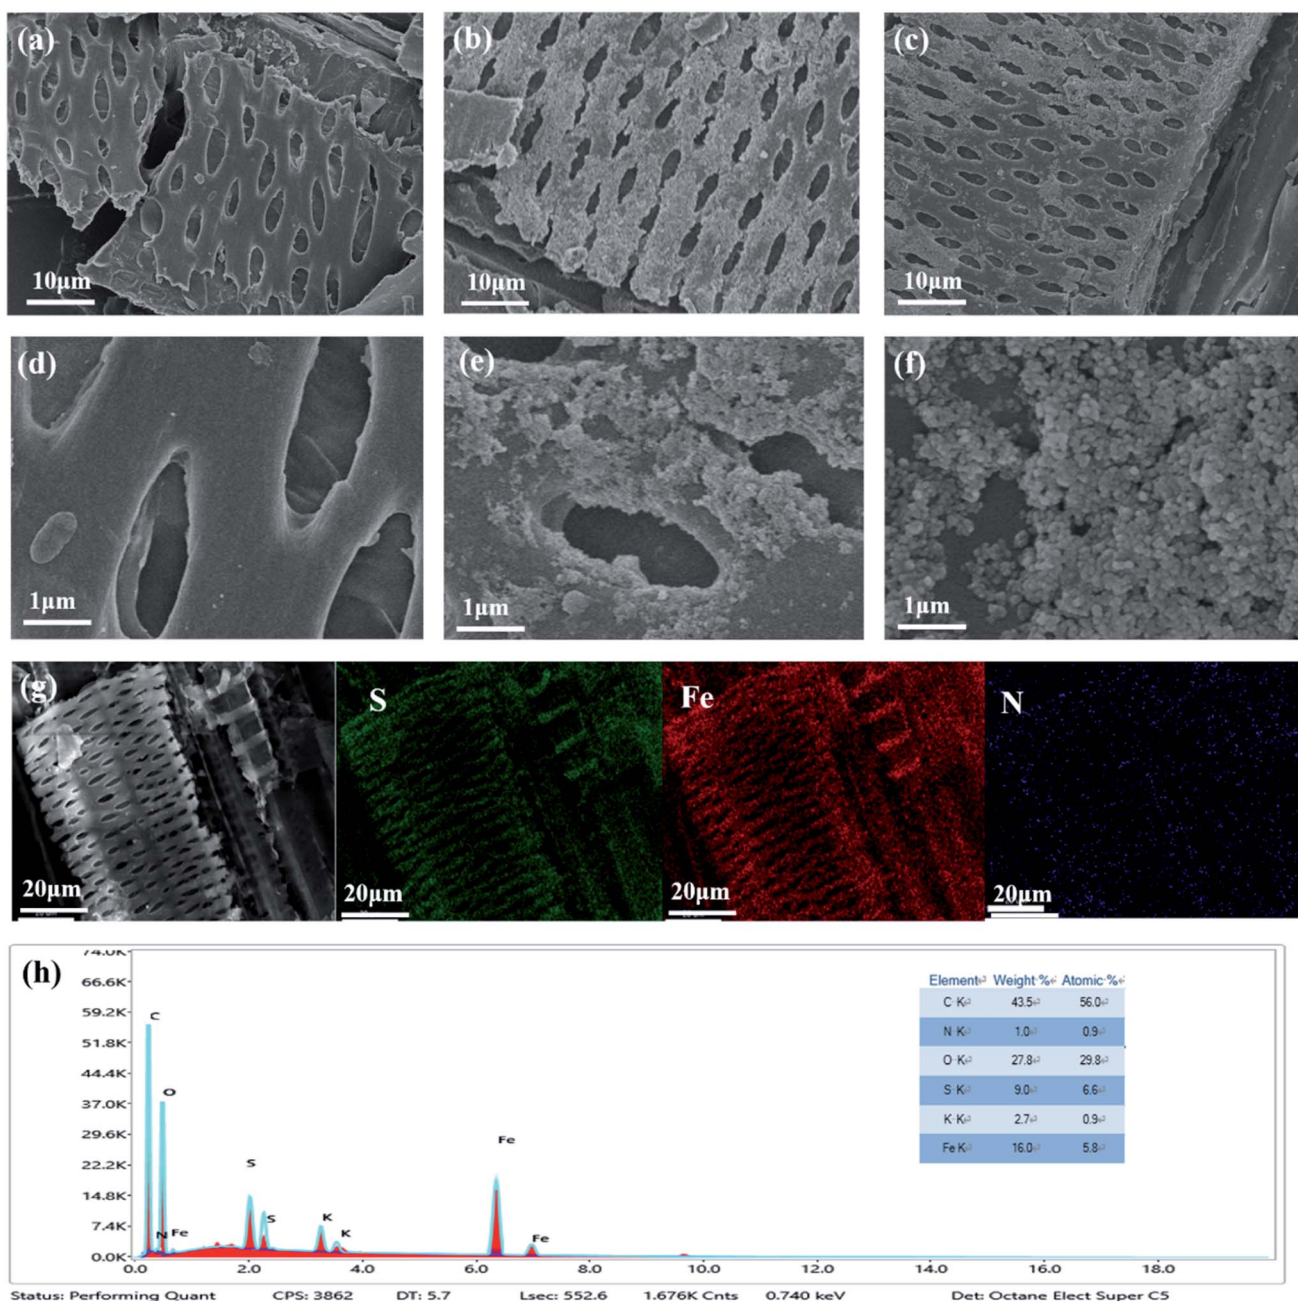 (a)
(b)
(c)
10μm
10μm
10μm
(d)
(e)
(f)
1μm
1μm
1μm
(g)
S
Fe
N
20μm
20μm
20μm
20μm
(h)
74.0K
66.6K
59.2K
51.8K
44.4K
37.0K
29.6K
22.2K
14.8K
7.4K
0.0K
C
O
N
Fe
S
S
K
K
Fe
Fe
Element Weight % Atomic %
C K 43.5 56.0
N K 1.0 0.9
O K 27.8 29.8
S K 9.0 6.6
K K 2.7 0.9
Fe K 16.0 5.8
0.0 2.0 4.0 6.0 8.0 10.0 12.0 14.0 16.0 18.0
Status: Performing Quant CPS: 3862 DT: 5.7 Lsec: 552.6 1.676K Cnts 0.740 keV Det: Octane Elect Super C5